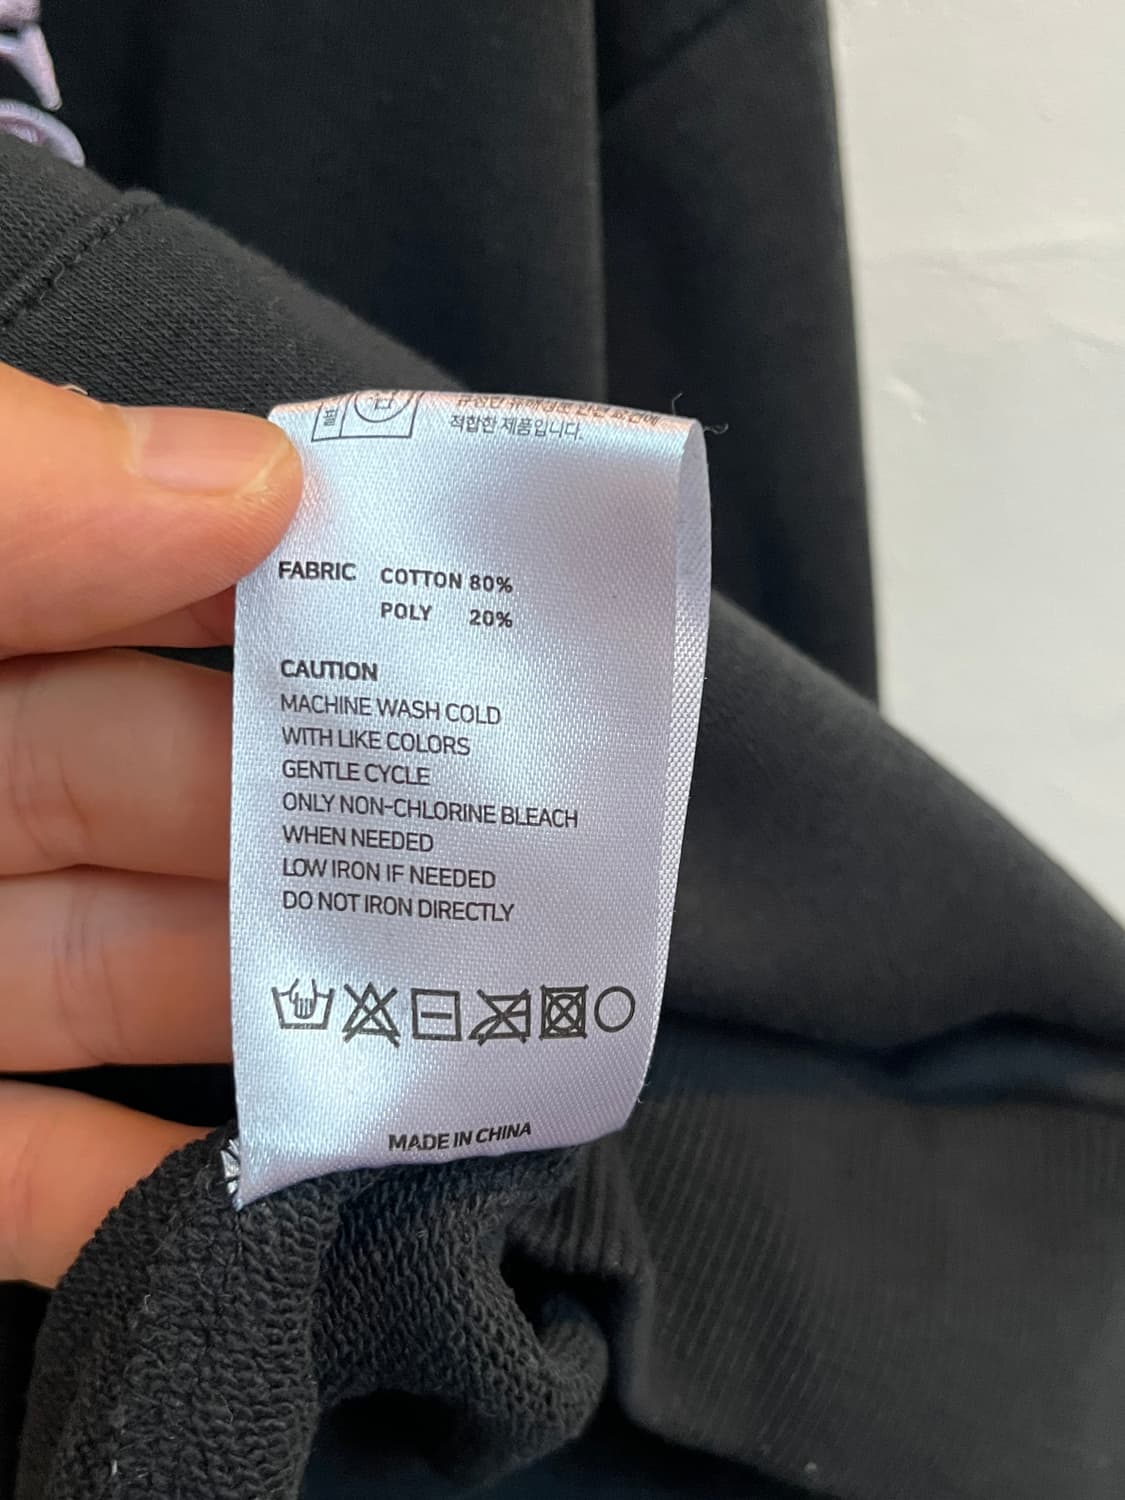 적합한 제품입니다.
FABRIC COTTON 80%
POLY 20%
CAUTION
MACHINE WASH COLD
WITH LIKE COLORS
GENTLE CYCLE
ONLY NON-CHLORINE BLEACH
WHEN NEEDED
LOW IRON IF NEEDED
DO NOT IRON DIRECTLY
MADE IN CHINA